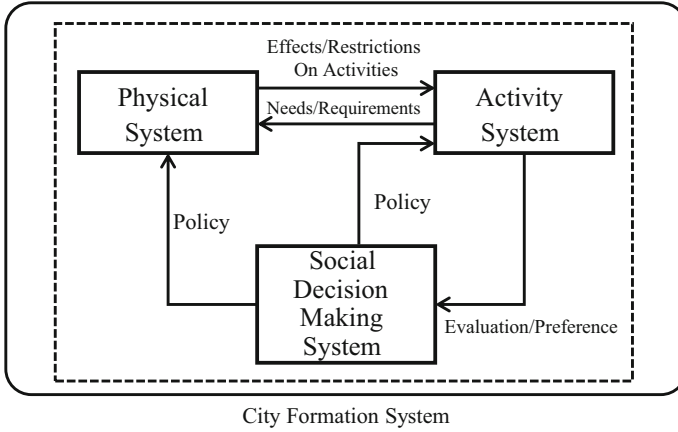 Effects/Restrictions
On Activities
Physical
System
Needs/Requirements
Activity
System
Policy
Policy
Social
Decision
Making
System
Evaluation/Preference
City Formation System